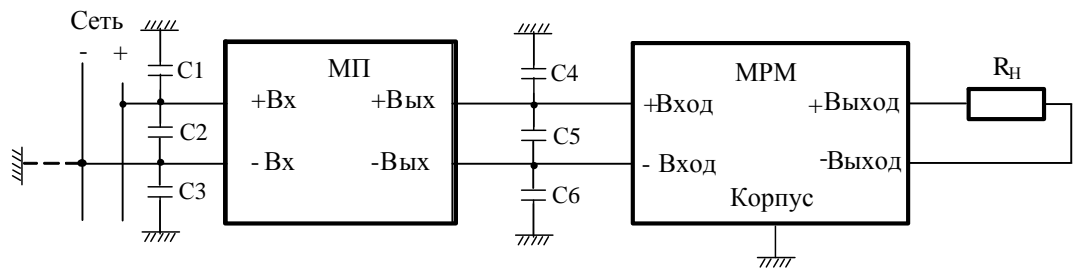 Сеть
- +
C1
C2
C3
МП
+Вх
+Вых
- Вх
-Вых
C4
C5
C6
МРМ
+Вход
+Выход
- Вход
-Выход
Корпус
RН